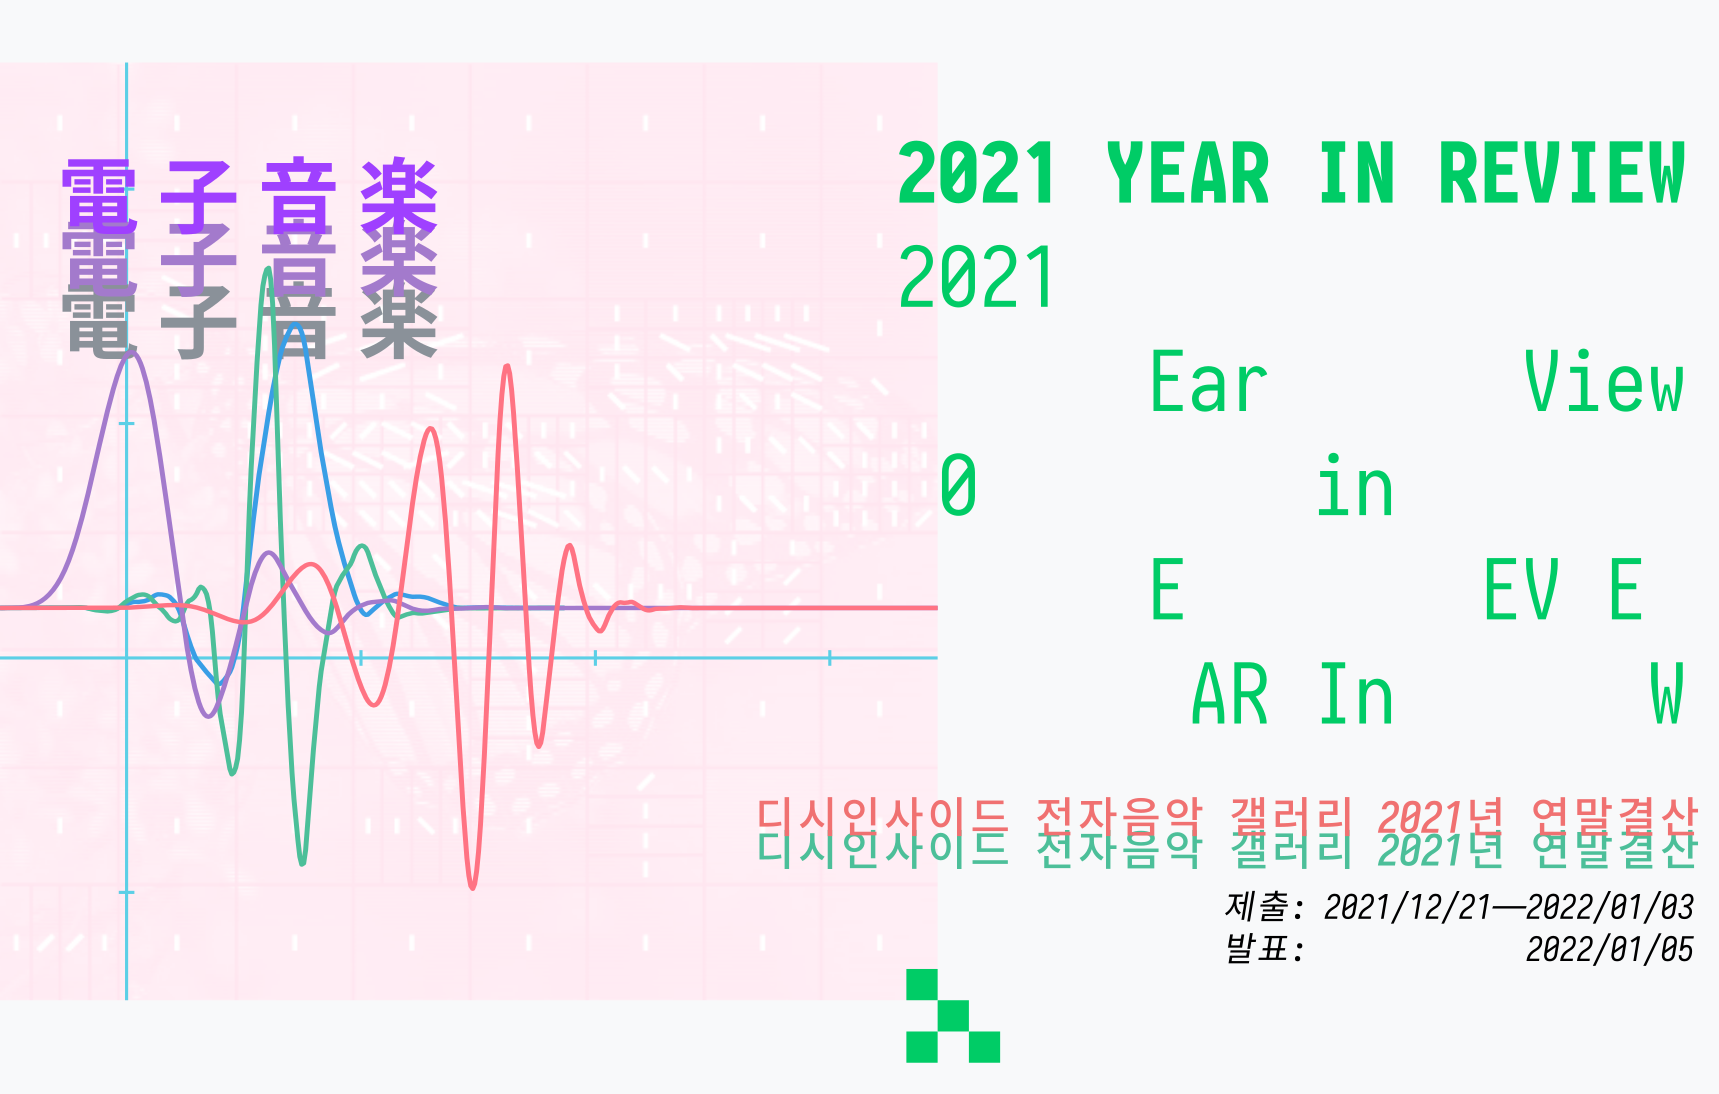 電子音楽
電子音楽
電子音楽
2021 YEAR IN REVIEW
2021
Ear View
0 in
E EV E
AR In W
디시인사이드 전자음악 갤러리 2021년 연말결산
디시인사이드 전자음악 갤러리 2021년 연말결산
제출: 2021/12/21—2022/01/03
발표: 2022/01/05